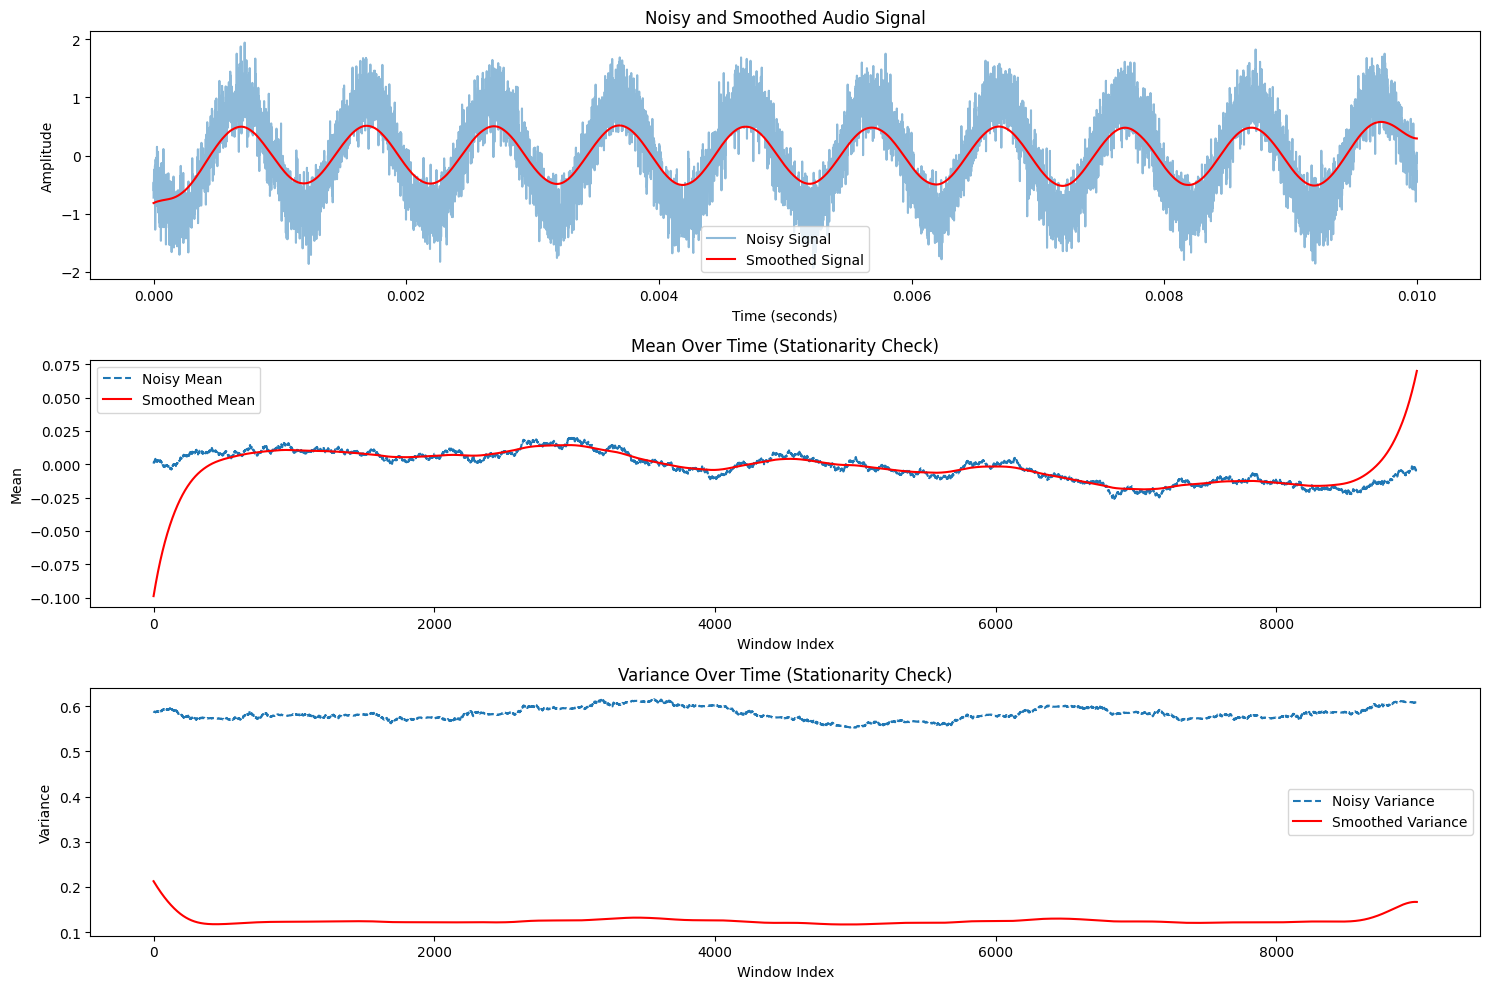 Noisy and Smoothed Audio Signal
Amplitude
2
1
0
−1
−2
Noisy Signal
Smoothed Signal
0.000
0.002
0.004
0.006
0.008
0.010
Time (seconds)
Mean Over Time (Stationarity Check)
Mean
0.075
0.050
0.025
0.000
−0.025
−0.050
−0.075
−0.100
Noisy Mean
Smoothed Mean
0
2000
4000
6000
8000
Window Index
Variance Over Time (Stationarity Check)
Variance
0.6
0.5
0.4
0.3
0.2
0.1
Noisy Variance
Smoothed Variance
0
2000
4000
6000
8000
Window Index